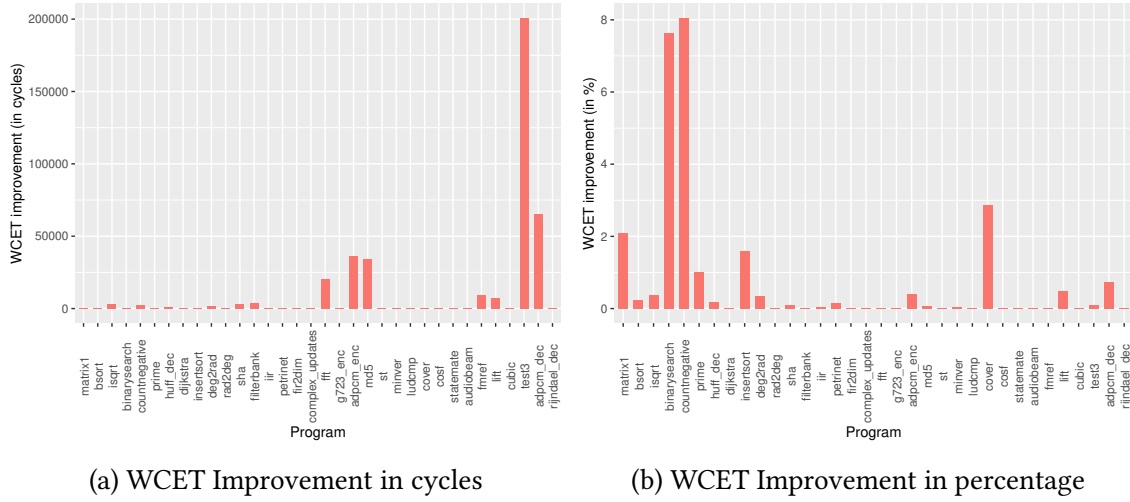 200000
150000
100000
50000
0
WCET improvement (in cycles)
matrix1
bsort
isqrt
binarysearch
countnegative
prime
huff_dec
dijkstra
insertsort
deg2rad
rad2deg
sha
filterbank
iir
petrinet
fir2dim
complex_updates
fft
g723_enc
adpcm_enc
md5
st
minver
ludcmp
cover
cosf
statemate
audiobeam
fmref
lift
cubic
test3
adpcm_dec
rijndael_dec
Program
(a) WCET Improvement in cycles
8
6
4
2
0
WCET improvement (in %)
matrix1
bsort
isqrt
binarysearch
countnegative
prime
huff_dec
dijkstra
insertsort
deg2rad
rad2deg
sha
filterbank
iir
petrinet
fir2dim
complex_updates
fft
g723_enc
adpcm_enc
md5
st
minver
ludcmp
cover
cosf
statemate
audiobeam
fmref
lift
cubic
test3
adpcm_dec
rijndael_dec
Program
(b) WCET Improvement in percentage